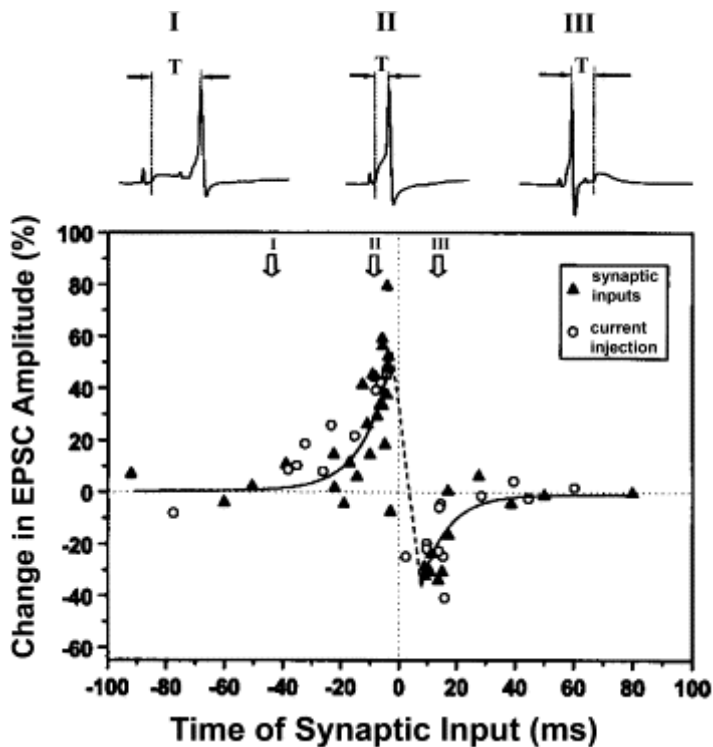 I II III
T T T
I II III
100
80
60
40
20
0
-20
-40
-60
Change in EPSC Amplitude (%)
synaptic
inputs
current
injection
-100 -80 -60 -40 -20 0 20 40 60 80 100
Time of Synaptic Input (ms)